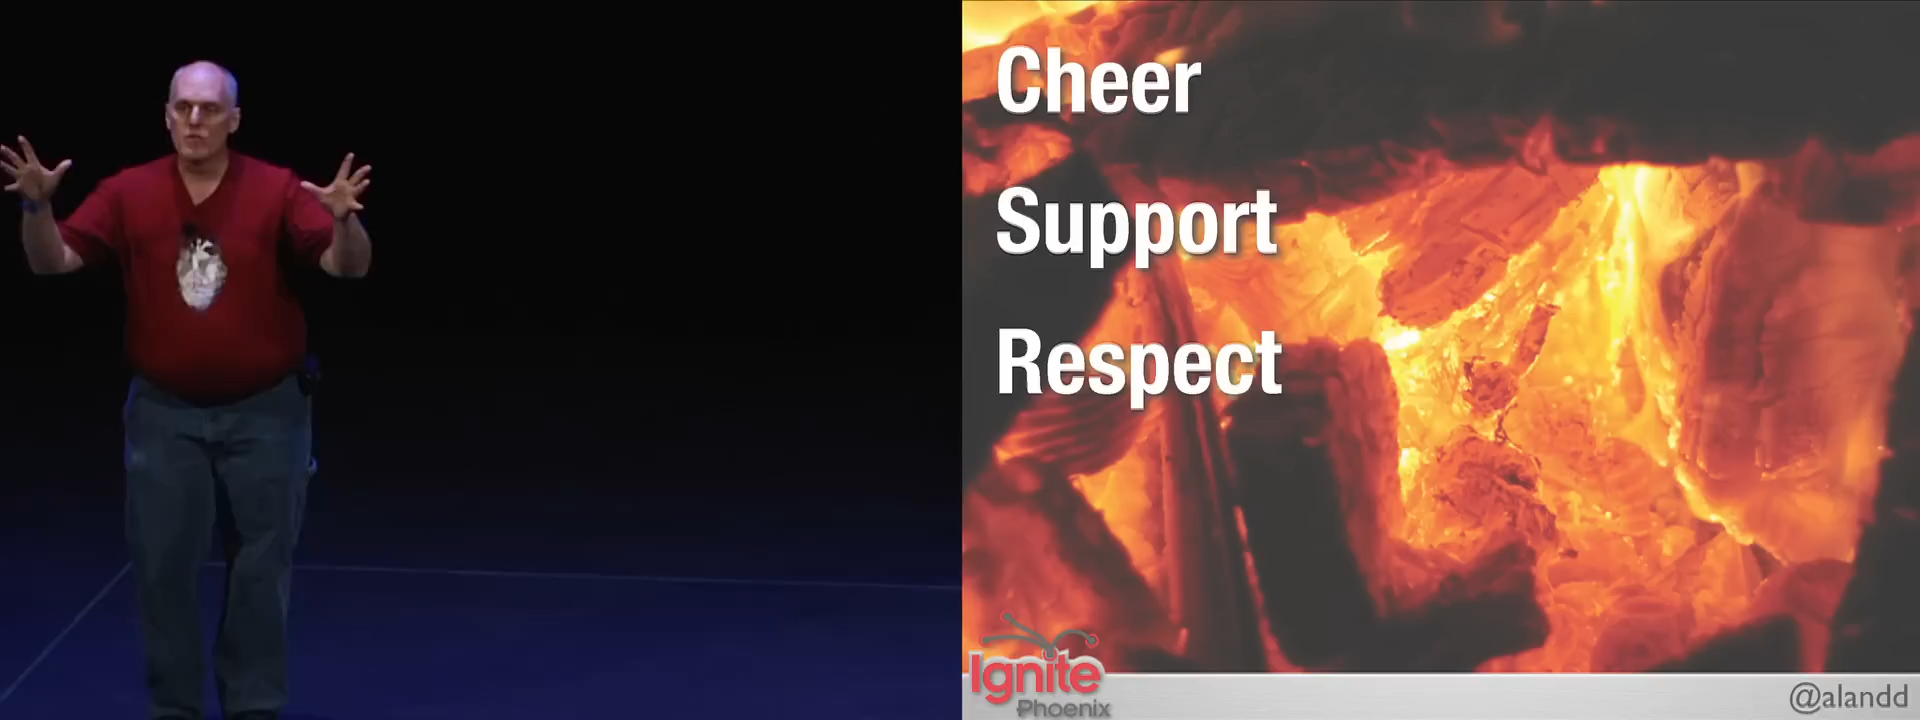 Cheer
Support
Respect
Ignite
Phoenix
@alandd